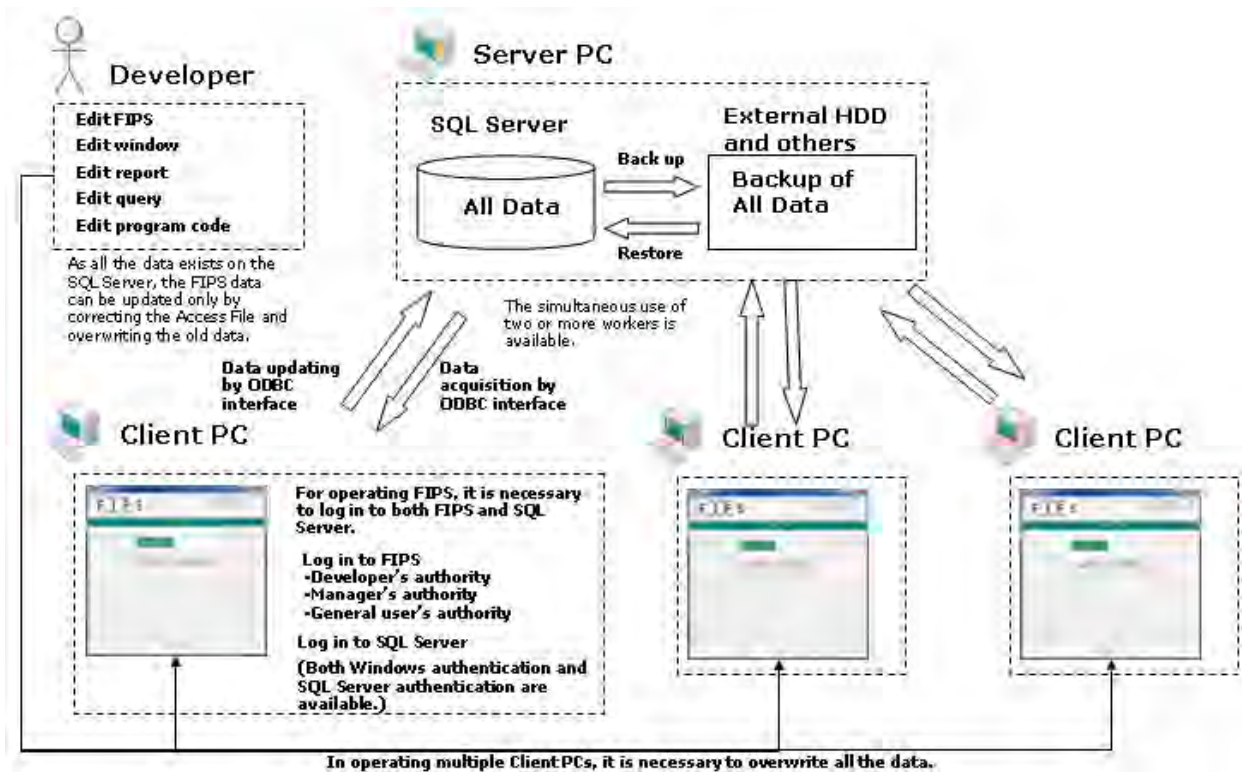 Developer
Edit FIPS
Edit window
Edit report
Edit query
Edit program code
As all the data exists on the
SQL Server, the FIPS data
can be updated only by
correcting the Access File and
overwriting the old data.
Server PC
SQL Server
All Data
Back up
Restore
External HDD
and others
Backup of
All Data
The simultaneous use of
two or more workers is
available.
Data updating
by ODBC
interface
Data
acquisition by
ODBC interface
Client PC
FIPS
For operating FIPS, it is necessary
to log in to both FIPS and SQL
Server.
Log in to FIPS
-Developer's authority
-Manager's authority
-General user's authority
Log in to SQL Server
(Both Windows authentication and
SQL Server authentication are
available.)
Client PC
FIPS
Client PC
FIPS
In operating multiple Client PCs, it is necessary to overwrite all the data.